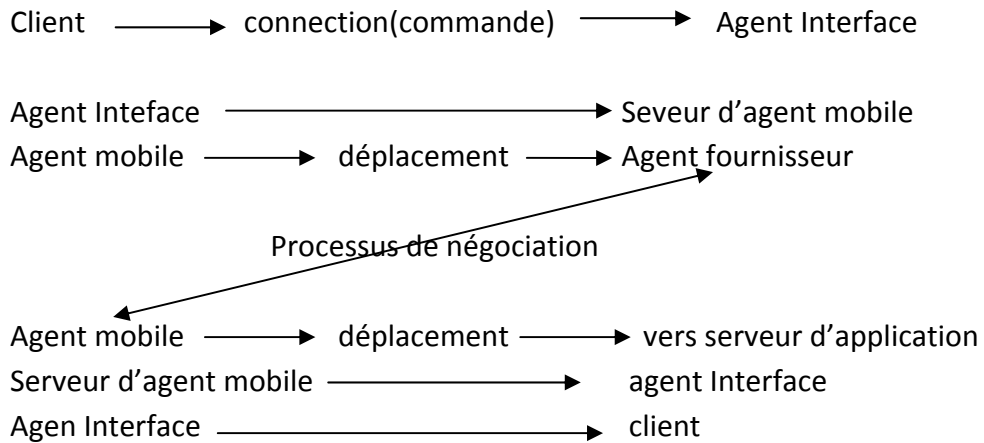 Client connection(commande) Agent Interface
Agent Inteface Seveur d’agent mobile
Agent mobile déplacement Agent fournisseur
Processus de négociation
Agent mobile déplacement vers serveur d’application
Serveur d’agent mobile agent Interface
Agen Interface client